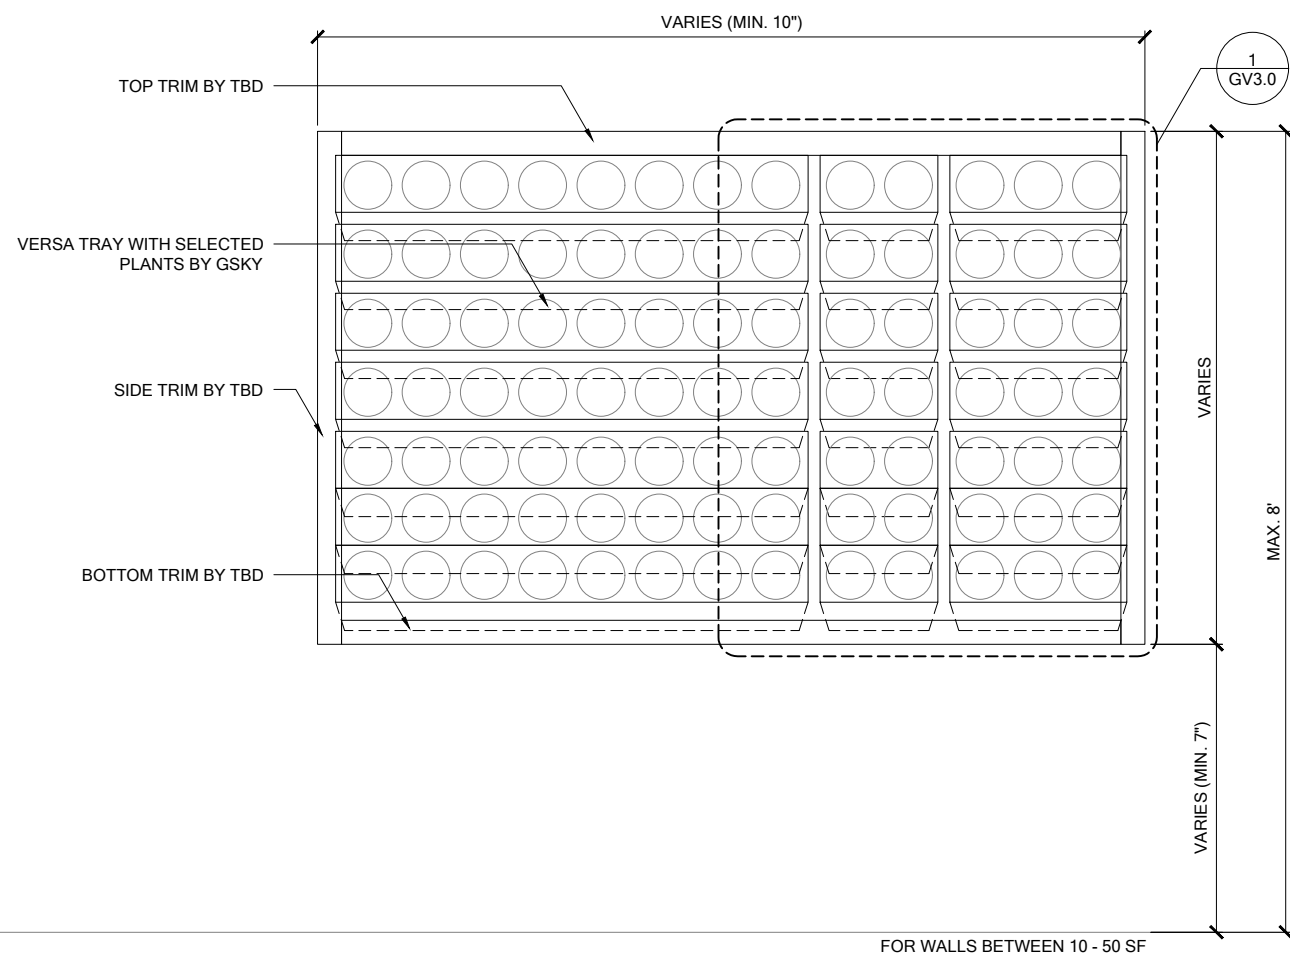 VARIES (MIN. 10")
1
GV3.0
TOP TRIM BY TBD
VERSA TRAY WITH SELECTED
PLANTS BY GSKY
SIDE TRIM BY TBD
VARIES
MAX. 8'
BOTTOM TRIM BY TBD
VARIES (MIN. 7")
FOR WALLS BETWEEN 10 - 50 SF